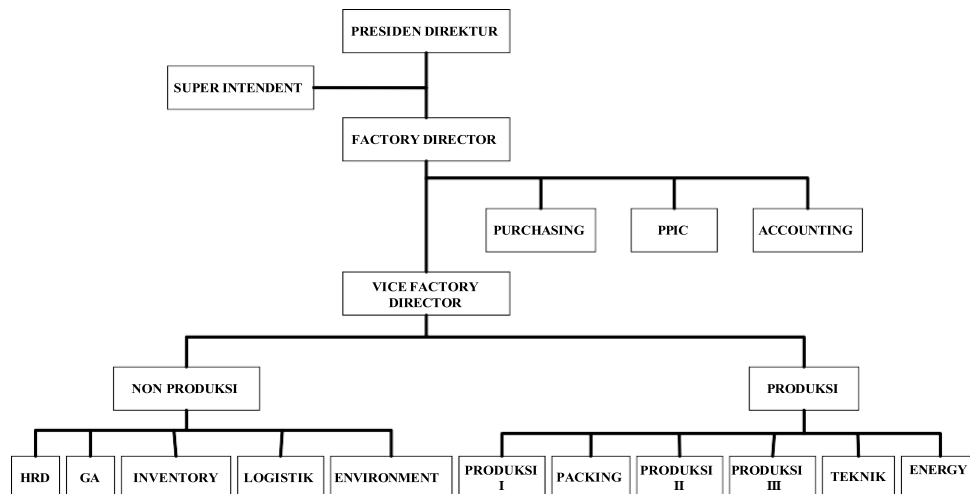 PRESIDEN DIREKTUR
SUPER INTENDENT
FACTORY DIRECTOR
PURCHASING
PPIC
ACCOUNTING
VICE FACTORY
DIRECTOR
NON PRODUKSI
PRODUKSI
HRD
GA
INVENTORY
LOGISTIK
ENVIRONMENT
PRODUKSI
I
PACKING
PRODUKSI
II
PRODUKSI
III
TEKNIK
ENERGY